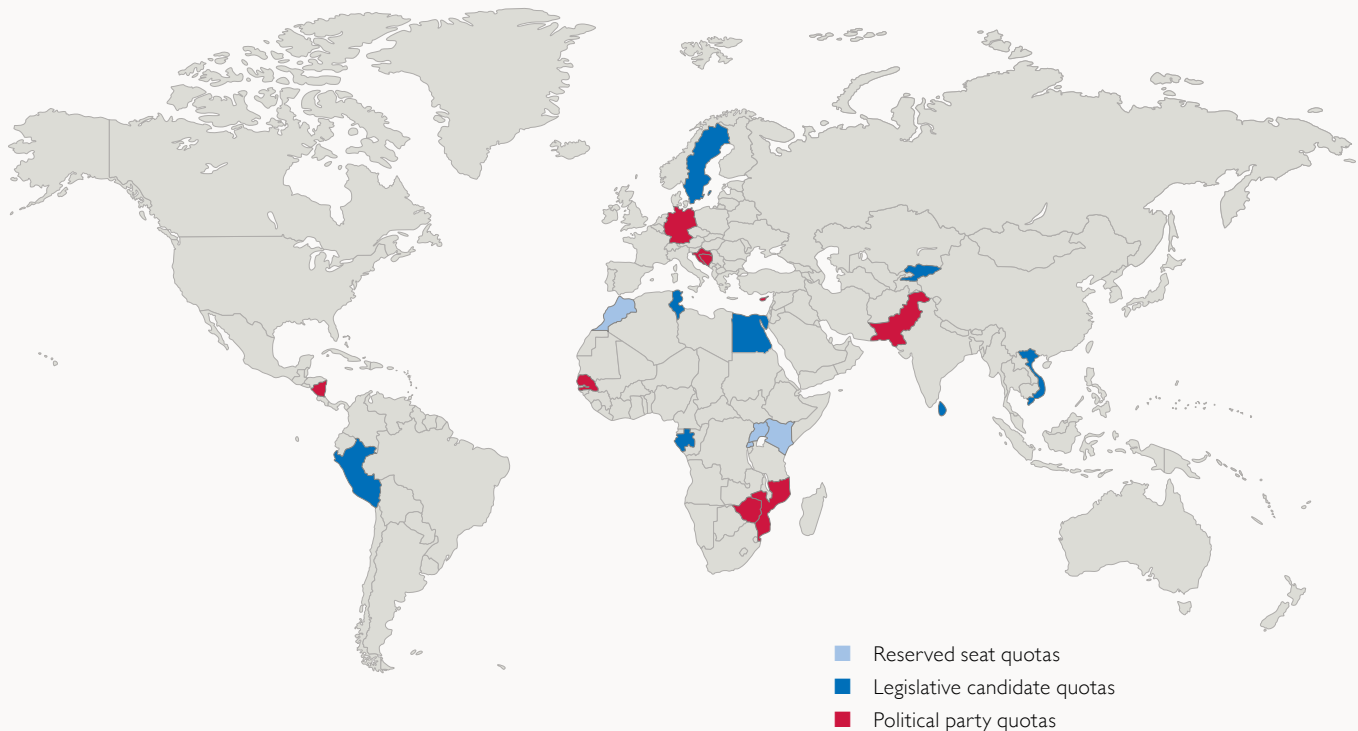 Reserved seat quotas
Legislative candidate quotas
Political party quotas